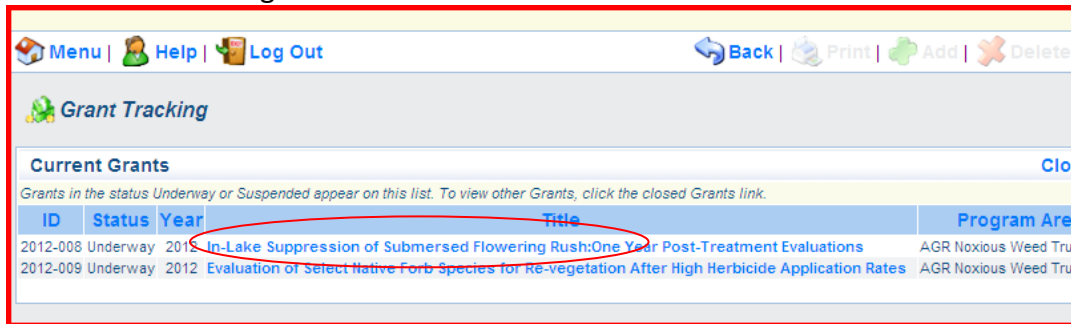 Menu | Help | Log Out Back | Print | Add | Delete
Grant Tracking
Current Grants Clo
Grants in the status Underway or Suspended appear on this list. To view other Grants, click the closed Grants link.
ID Status Year Title Program Are
2012-008 Underway 2012 In-Lake Suppression of Submersed Flowering Rush:One Year Post-Treatment Evaluations AGR Noxious Weed Tru
2012-009 Underway 2012 Evaluation of Select Native Forb Species for Re-vegetation After High Herbicide Application Rates AGR Noxious Weed Tru